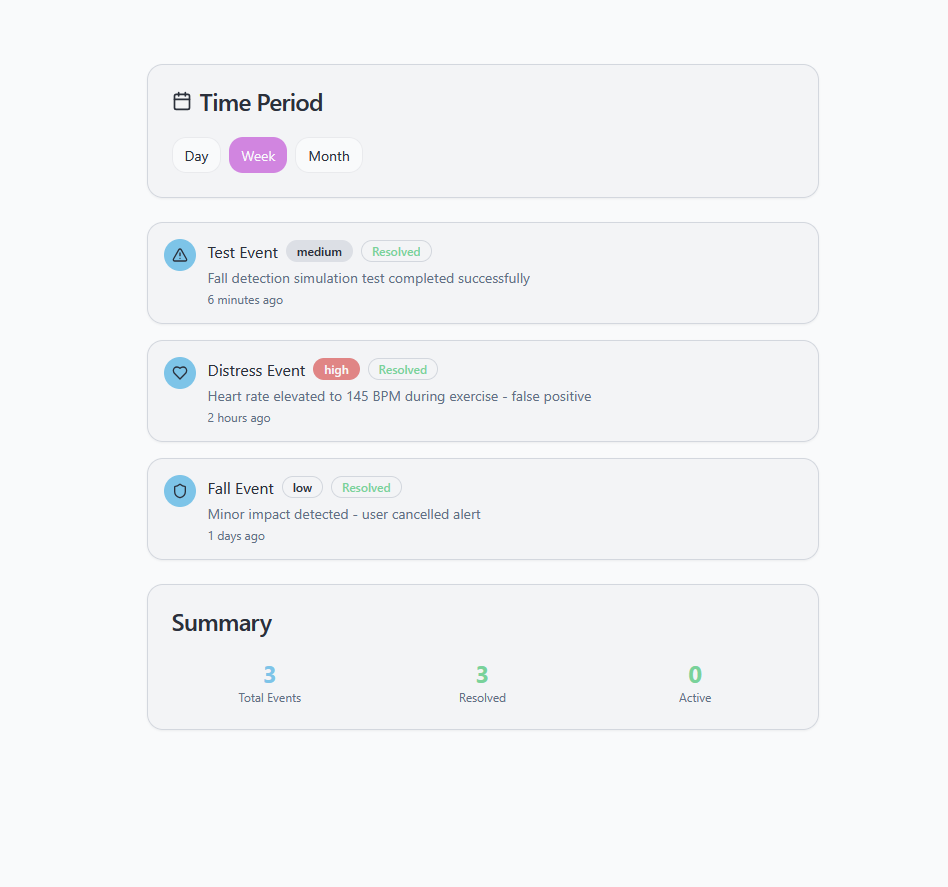 Time Period
Day Week Month
Test Event medium Resolved
Fall detection simulation test completed successfully
6 minutes ago
Distress Event high Resolved
Heart rate elevated to 145 BPM during exercise - false positive
2 hours ago
Fall Event low Resolved
Minor impact detected - user cancelled alert
1 days ago
Summary
3 3 0
Total Events Resolved Active